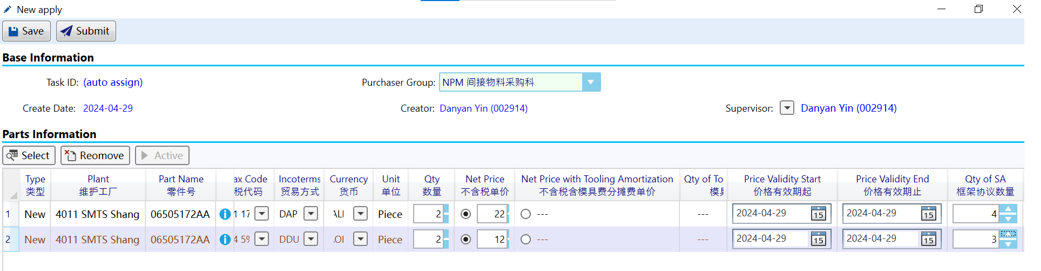 New apply
Save Submit
Base Information
Task ID: (auto assign) Purchaser Group: NPM 间接物料采购科
Create Date: 2024-04-29 Creator: Danyan Yin (002914) Supervisor: Danyan Yin (002914)
Parts Information
Select Reomove Active
Type Plant Part Name ax Code Incoterms Currency Unit Qty Net Price Net Price with Tooling Amortization Qty of To Price Validity Start Price Validity End Qty of SA
类型 维护工厂 零件号 税代码 贸易方式 货币 单位 数量 不含税单价 不含税含模具费分摊费单价 模具 价格有效期起 价格有效期止 框架协议数量
1 New 4011 SMTS Shang 06505172AA 1 17 DAP ALI Piece 2 22 --- --- 2024-04-29 15 2024-04-29 15 4
2 New 4011 SMTS Shang 06505172AA 4 59 DDU .OI Piece 2 12 --- --- 2024-04-29 15 2024-04-29 15 3